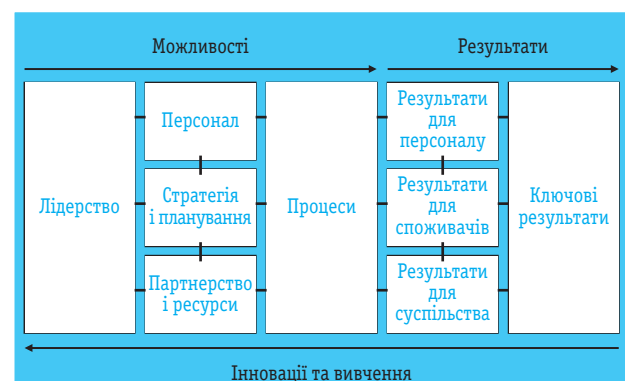 Можливості
Результати
Лідерство
Персонал
Стратегія
і планування
Партнерство
і ресурси
Процеси
Результати
для
персоналу
Результати
для
споживачів
Результати
для
суспільства
Ключові
результати
Інновації та вивчення